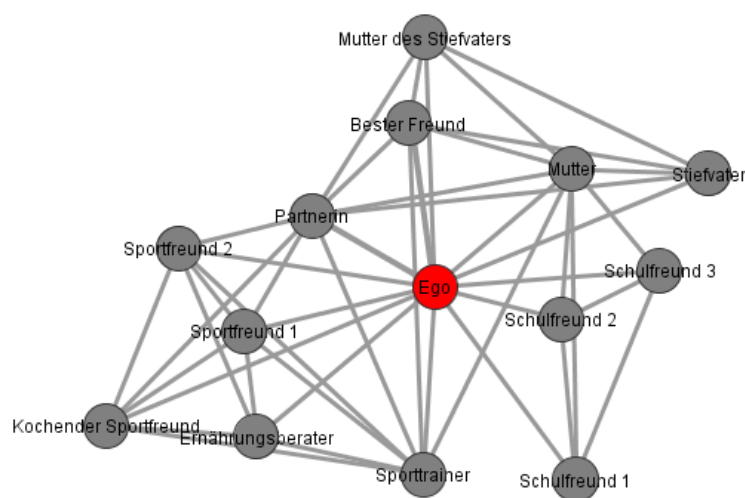 Mutter des Stiefvaters
Bester Freund
Mutter
Stiefvater
Partnerin
Sportfreund 2
Schulfreund 3
Ego
Schulfreund 2
Sportfreund 1
Kochender Sportfreund
Ernährungsberater
Sporttrainer
Schulfreund 1